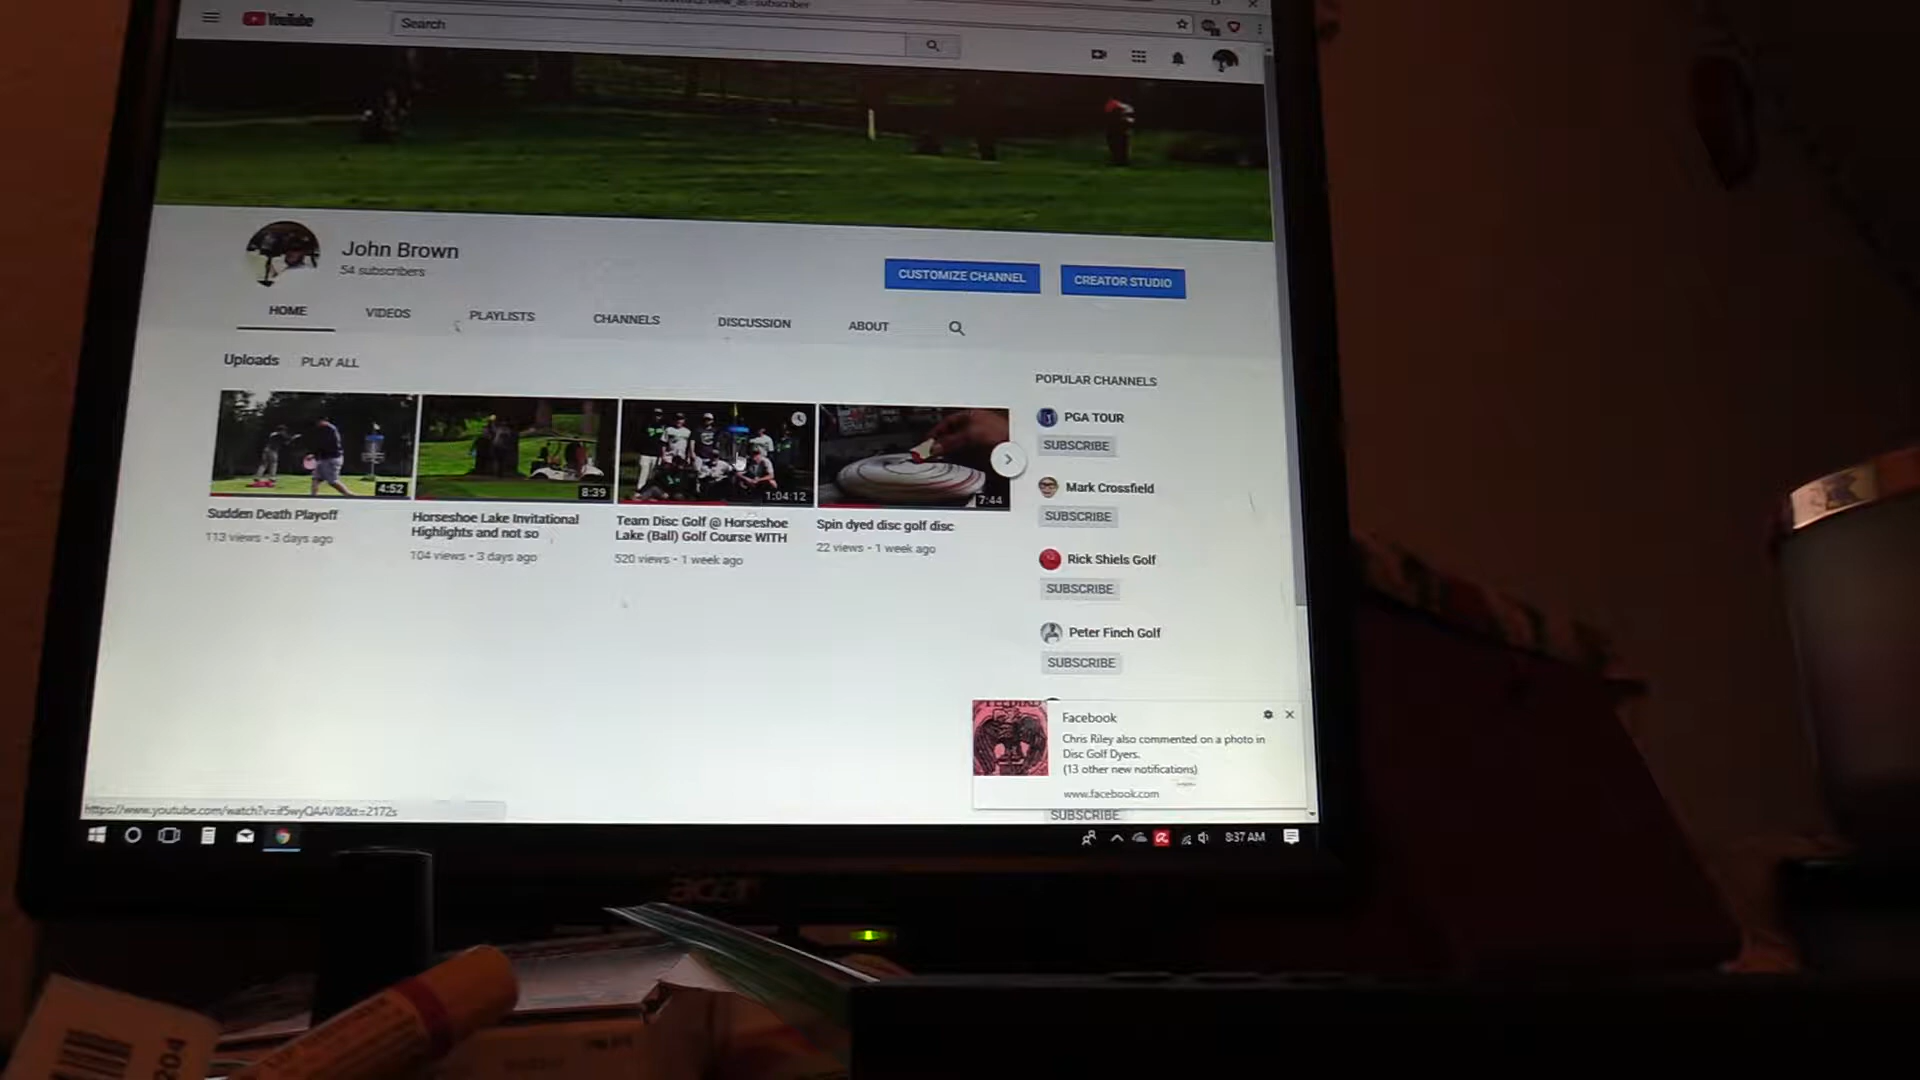 YouTube
Search
John Brown
54 subscribers
CUSTOMIZE CHANNEL
CREATOR STUDIO
HOME
VIDEOS
PLAYLISTS
CHANNELS
DISCUSSION
ABOUT
Uploads
PLAY ALL
4:52
Sudden Death Playoff
113 views • 3 days ago
8:39
Horseshoe Lake Invitational
Highlights and not so
104 views • 3 days ago
1:04:12
Team Disc Golf @ Horseshoe
Lake (Ball) Golf Course WITH
520 views • 1 week ago
7:44
Spin dyed disc golf disc
22 views • 1 week ago
POPULAR CHANNELS
PGA TOUR
SUBSCRIBE
Mark Crossfield
SUBSCRIBE
Rick Shiels Golf
SUBSCRIBE
Peter Finch Golf
SUBSCRIBE
Facebook
Chris Riley also commented on a photo in
Disc Golf Dyers.
(13 other new notifications)
www.facebook.com
SUBSCRIBE
8:37 AM
acer
204